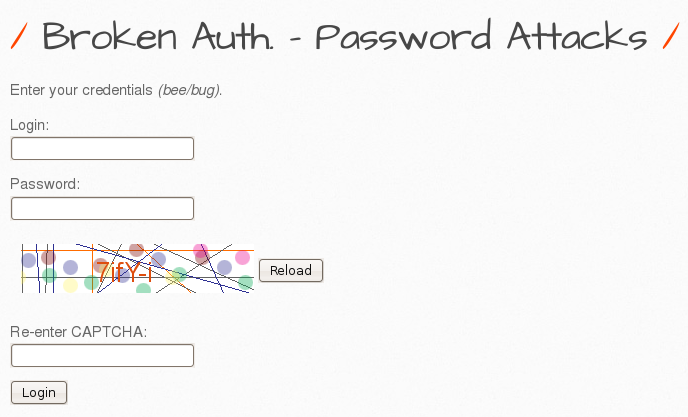 / Broken Auth. - Password Attacks /
Enter your credentials (bee/bug).
Login:
Password:
Reload
Re-enter CAPTCHA:
Login